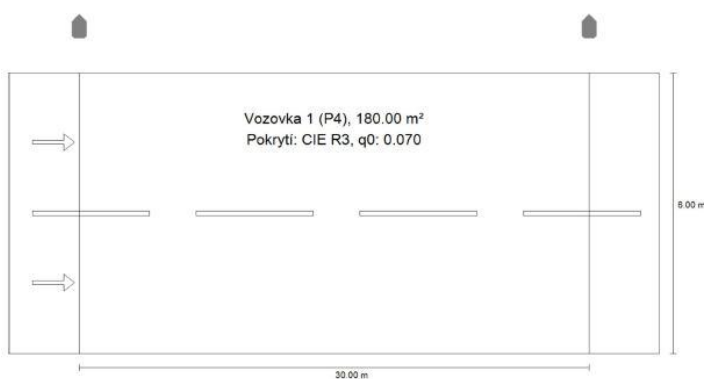 Vozovka 1 (P4), 180.00 m²
Pokrytí: CIE R3, q0: 0.070
6.00 m
30.00 m